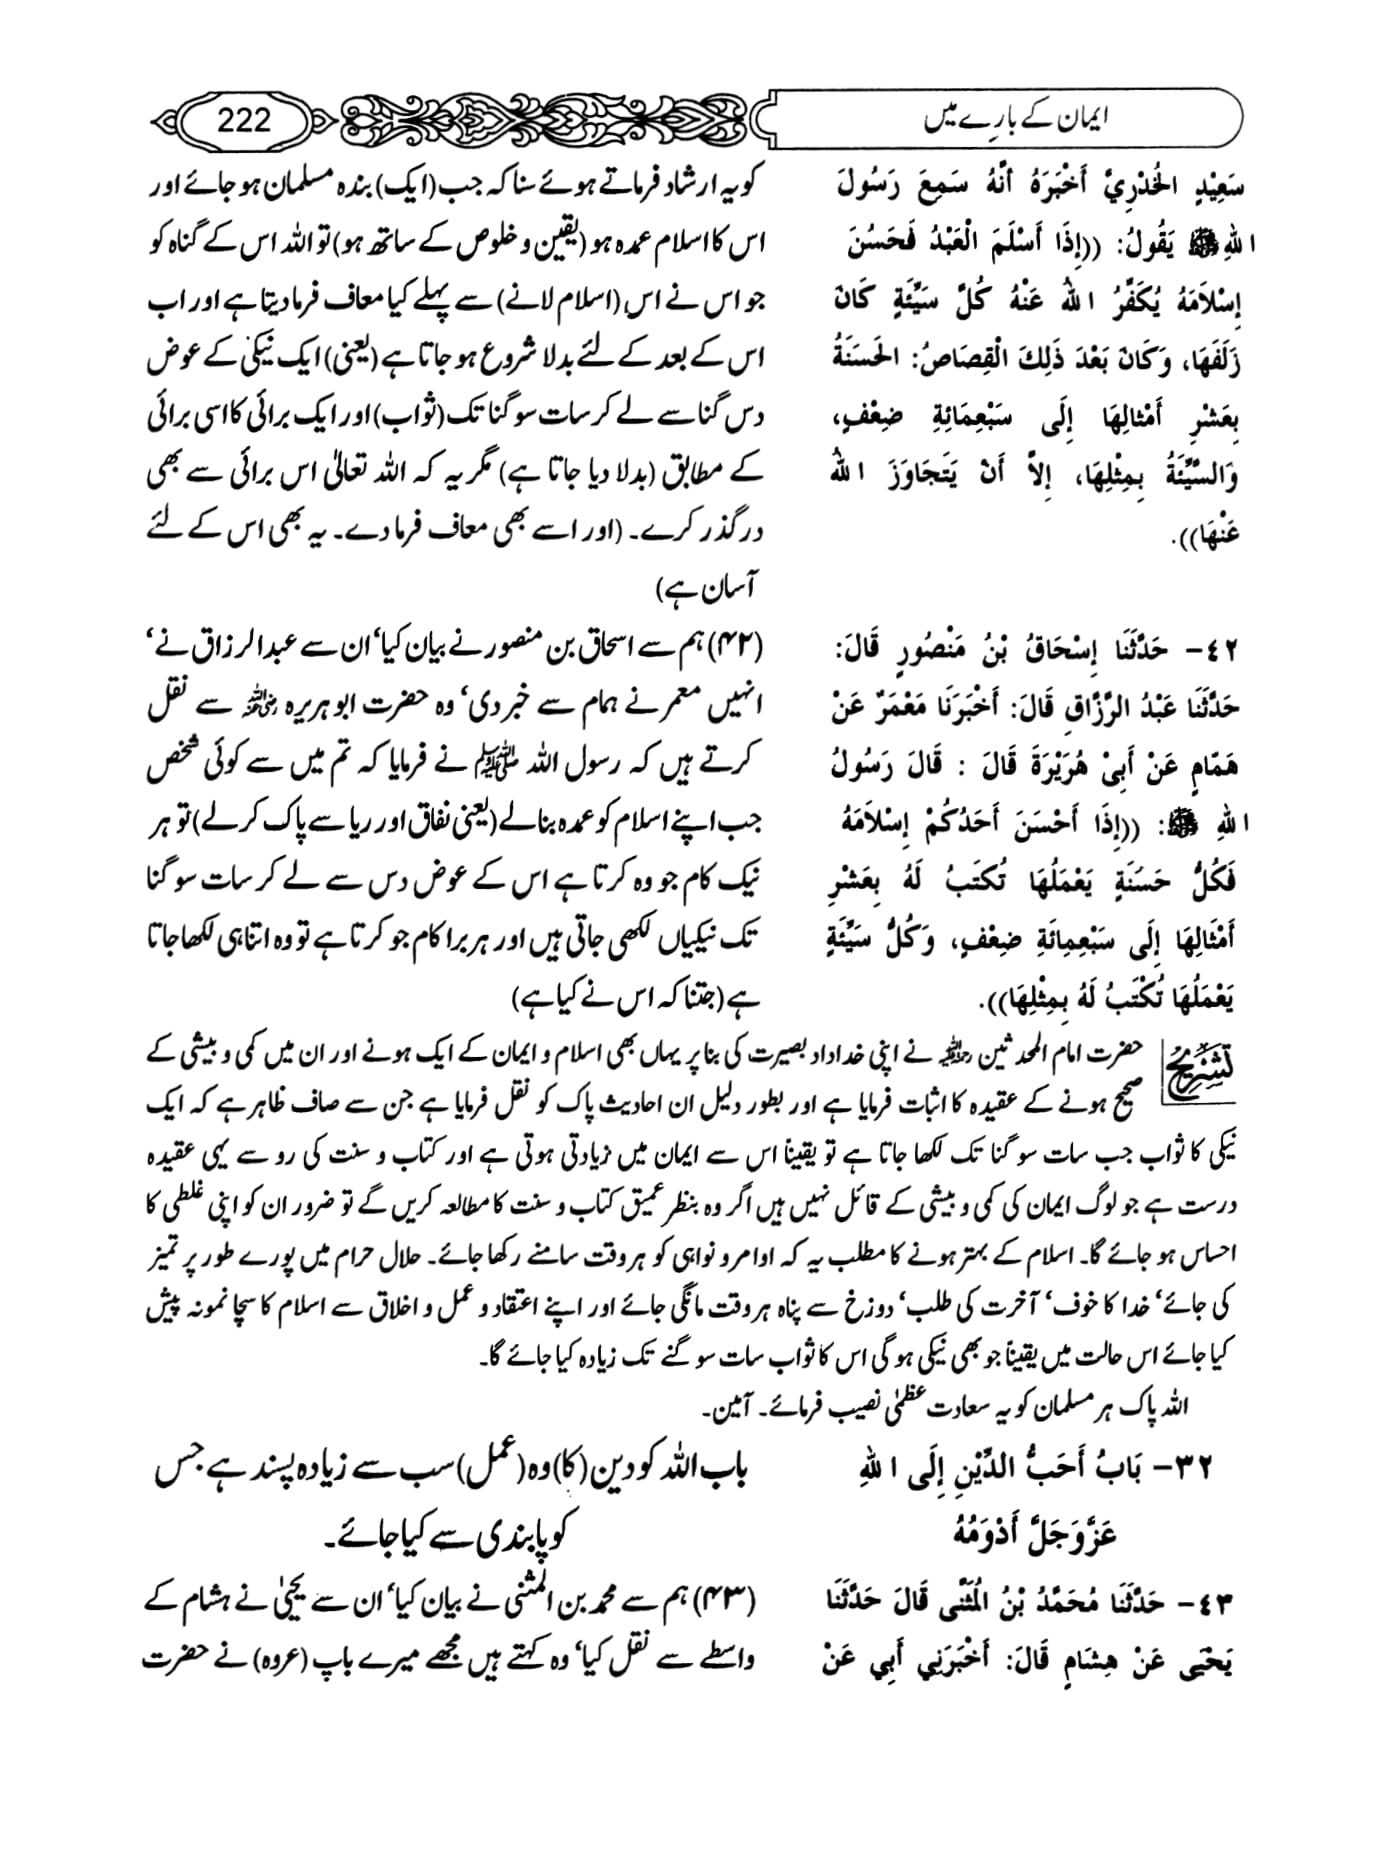 ایمان کے بارے میں
222
سَعِيْدٍ الْخُدْرِيَّ أَخْبَرَهُ أَنَّهُ سَمِعَ رَسُولَ
اللهِ ﷺ يَقُولُ: ((إِذَا أَسْلَمَ الْعَبْدُ فَحَسُنَ
إِسْلَامَهُ يُكَفِّرُ اللهُ عَنْهُ كُلَّ سَيِّئَةٍ كَانَ
زَلَفَهَا، وَكَانَ بَعْدَ ذَلِكَ الْقِصَاصُ: الْحَسَنَةُ
بِعَشْرِ أَمْثَالِهَا إِلَى سَبْعِمَائَةِ ضِعْفٍ،
وَالسَّيِّئَةُ بِمِثْلِهَا، إِلاَّ أَنْ يَتَجَاوَزَ اللهُ
عَنْهَا)).
کو یہ ارشاد فرماتے ہوئے سنا کہ جب (ایک) بندہ مسلمان ہو جائے اور
اس کا اسلام عمدہ ہو (یقین و خلوص کے ساتھ ہو) تو اللہ اس کے گناہ کو
جو اس نے اس (اسلام لانے) سے پہلے کیا معاف فرما دیتا ہے اور اب
اس کے بعد کے لئے بدلا شروع ہو جاتا ہے (یعنی) ایک نیکی کے عوض
دس گنا سے لے کر سات سو گنا تک (ثواب) اور ایک برائی کا اسی برائی
کے مطابق (بدلا دیا جاتا ہے) مگر یہ کہ اللہ تعالیٰ اس برائی سے بھی
درگذر کرے۔ (اور اسے بھی معاف فرما دے۔ یہ بھی اس کے لئے
آسان ہے)
٤٢- حَدَّثَنَا إِسْحَاقُ بْنُ مَنْصُورٍ قَالَ:
حَدَّثَنَا عَبْدُ الرَّزَّاقِ قَالَ: أَخْبَرَنَا مَعْمَرٌ عَنْ
هَمَّامٍ عَنْ أَبِيْ هُرَيْرَةَ قَالَ : قَالَ رَسُولُ
اللهِ ﷺ: ((إِذَا أَحْسَنَ أَحَدُكُمْ إِسْلَامَهُ
فَكُلُّ حَسَنَةٍ يَعْمَلُهَا تُكتَبُ لَهُ بِعَشْرِ
أَمْثَالِهَا إِلَى سَبْعِمِائَةِ ضِعْفٍ، وَكُلُّ سَيِّئَةٍ
يَعْمَلُهَا تُكْتَبُ لَهُ بِمِثْلِهَا)).
(۴۲) ہم سے اسحاق بن منصور نے بیان کیا‘ ان سے عبدالرزاق نے‘
انہیں معمر نے ہمام سے خبر دی‘ وہ حضرت ابوہریرہ رضی اللہ عنہ سے نقل
کرتے ہیں کہ رسول اللہ ﷺ نے فرمایا کہ تم میں سے کوئی شخص
جب اپنے اسلام کو عمدہ بنا لے (یعنی نفاق اور ریا سے پاک کر لے) تو ہر
نیک کام جو وہ کرتا ہے اس کے عوض دس سے لے کر سات سو گنا
تک نیکیاں لکھی جاتی ہیں اور ہر برا کام جو کرتا ہے تو وہ اتنا ہی لکھا جاتا
ہے (جتنا کہ اس نے کیا ہے)
تشریح
حضرت امام المحدثین رحمۃ اللہ علیہ نے اپنی خداداد بصیرت کی بنا پر یہاں بھی اسلام و ایمان کے ایک ہونے اور ان میں کمی و بیشی کے
صحیح ہونے کے عقیدہ کا اثبات فرمایا ہے اور بطور دلیل ان احادیث پاک کو نقل فرمایا ہے جن سے صاف ظاہر ہے کہ ایک
نیکی کا ثواب جب سات سو گنا تک لکھا جاتا ہے تو یقیناً اس سے ایمان میں زیادتی ہوتی ہے اور کتاب و سنت کی رو سے یہی عقیدہ
درست ہے جو لوگ ایمان کی کمی و بیشی کے قائل نہیں ہیں اگر وہ بنظر عمیق کتاب و سنت کا مطالعہ کریں گے تو ضرور ان کو اپنی غلطی کا
احساس ہو جائے گا۔ اسلام کے بہتر ہونے کا مطلب یہ کہ اوامر و نواہی کو ہر وقت سامنے رکھا جائے۔ حلال حرام میں پورے طور پر تمیز
کی جائے‘ خدا کا خوف‘ آخرت کی طلب‘ دوزخ سے پناہ ہر وقت مانگی جائے اور اپنے اعتقاد و عمل و اخلاق سے اسلام کا سچا نمونہ پیش
کیا جائے اس حالت میں یقیناً جو بھی نیکی ہوگی اس کا ثواب سات سو گنے تک زیادہ کیا جائے گا۔
اللہ پاک ہر مسلمان کو یہ سعادت عظمیٰ نصیب فرمائے۔ آمین۔
٣٢- بَابُ أَحَبُّ الدِّيْنِ إِلَى اللهِ
عَزَّوَجَلَّ أَدْوَمُهُ
باب اللہ کو دین (کا) وہ (عمل) سب سے زیادہ پسند ہے جس
کو پابندی سے کیا جائے۔
٤٣- حَدَّثَنَا مُحَمَّدُ بْنُ الْمُثَنَّى قَالَ حَدَّثَنَا
يَحْيَى عَنْ هِشَامٍ قَالَ: أَخْبَرَنِي أَبِي عَنْ
(۴۳) ہم سے محمد بن المثنی نے بیان کیا‘ ان سے یحییٰ نے ہشام کے
واسطے سے نقل کیا‘ وہ کہتے ہیں مجھے میرے باپ (عروہ) نے حضرت